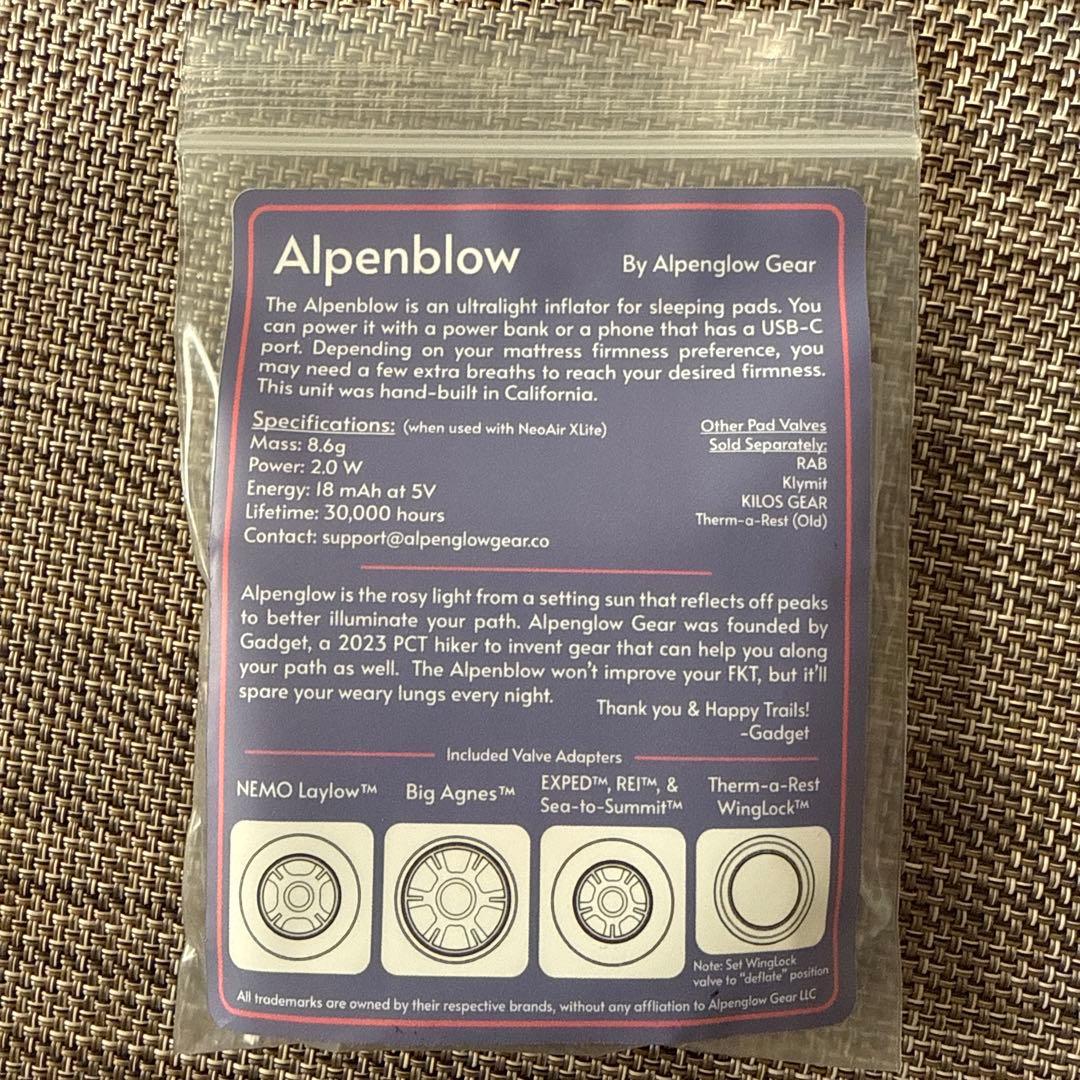 Alpenblow
By Alpenglow Gear
The Alpenblow is an ultralight inflator for sleeping pads. You
can power it with a power bank or a phone that has a USB-C
port. Depending on your mattress firmness preference, you
may need a few extra breaths to reach your desired firmness.
This unit was hand-built in California.
Specifications: (when used with NeoAir XLite)
Mass: 8.6g
Power: 2.0 W
Energy: 18 mAh at 5V
Lifetime: 30,000 hours
Contact: support@alpenglowgear.co
Other Pad Valves
Sold Separately:
RAB
Klymit
KILOS GEAR
Therm-a-Rest (Old)
Alpenglow is the rosy light from a setting sun that reflects off peaks
to better illuminate your path. Alpenglow Gear was founded by
Gadget, a 2023 PCT hiker to invent gear that can help you along
your path as well. The Alpenblow won't improve your FKT, but it'll
spare your weary lungs every night.
Thank you & Happy Trails!
-Gadget
Included Valve Adapters
NEMO Laylow™
Big Agnes™
EXPED™, REI™, &
Sea-to-Summit™
Therm-a-Rest
WingLock™
Note: Set WingLock
valve to "deflate" position
All trademarks are owned by their respective brands, without any affliation to Alpenglow Gear LLC